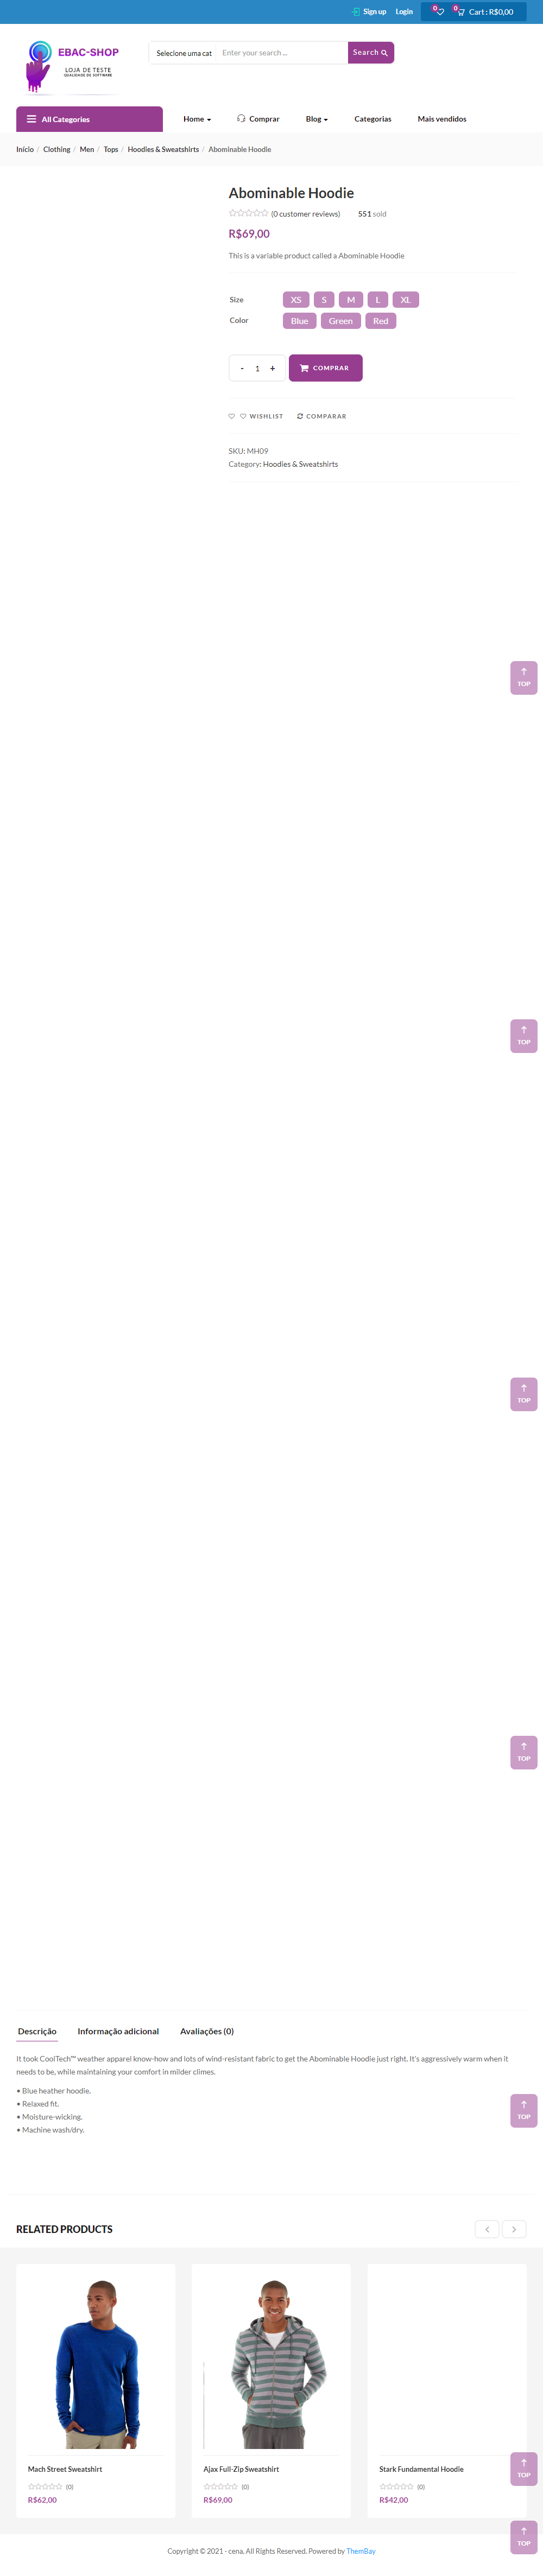 Sign up Login 0 0 Cart : R$0,00
EBAC-SHOP
LOJA DE TESTE
QUALIDADE DE SOFTWARE
Selecione uma cat Enter your search ... Search
All Categories Home Comprar Blog Categorias Mais vendidos
Início / Clothing / Men / Tops / Hoodies & Sweatshirts / Abominable Hoodie
Abominable Hoodie
(0 customer reviews) 551 sold
R$69,00
This is a variable product called a Abominable Hoodie
Size XS S M L XL
Color Blue Green Red
- 1 + COMPRAR
WISHLIST COMPARAR
SKU: MH09
Category: Hoodies & Sweatshirts
TOP
TOP
TOP
TOP
Descrição Informação adicional Avaliações (0)
It took CoolTech™ weather apparel know-how and lots of wind-resistant fabric to get the Abominable Hoodie just right. It's aggressively warm when it
needs to be, while maintaining your comfort in milder climes.
• Blue heather hoodie.
• Relaxed fit.
• Moisture-wicking.
• Machine wash/dry.
TOP
RELATED PRODUCTS
Mach Street Sweatshirt
(0)
R$62,00
Ajax Full-Zip Sweatshirt
(0)
R$69,00
Stark Fundamental Hoodie
(0)
R$42,00
TOP
TOP
Copyright © 2021 - cena. All Rights Reserved. Powered by ThemBay